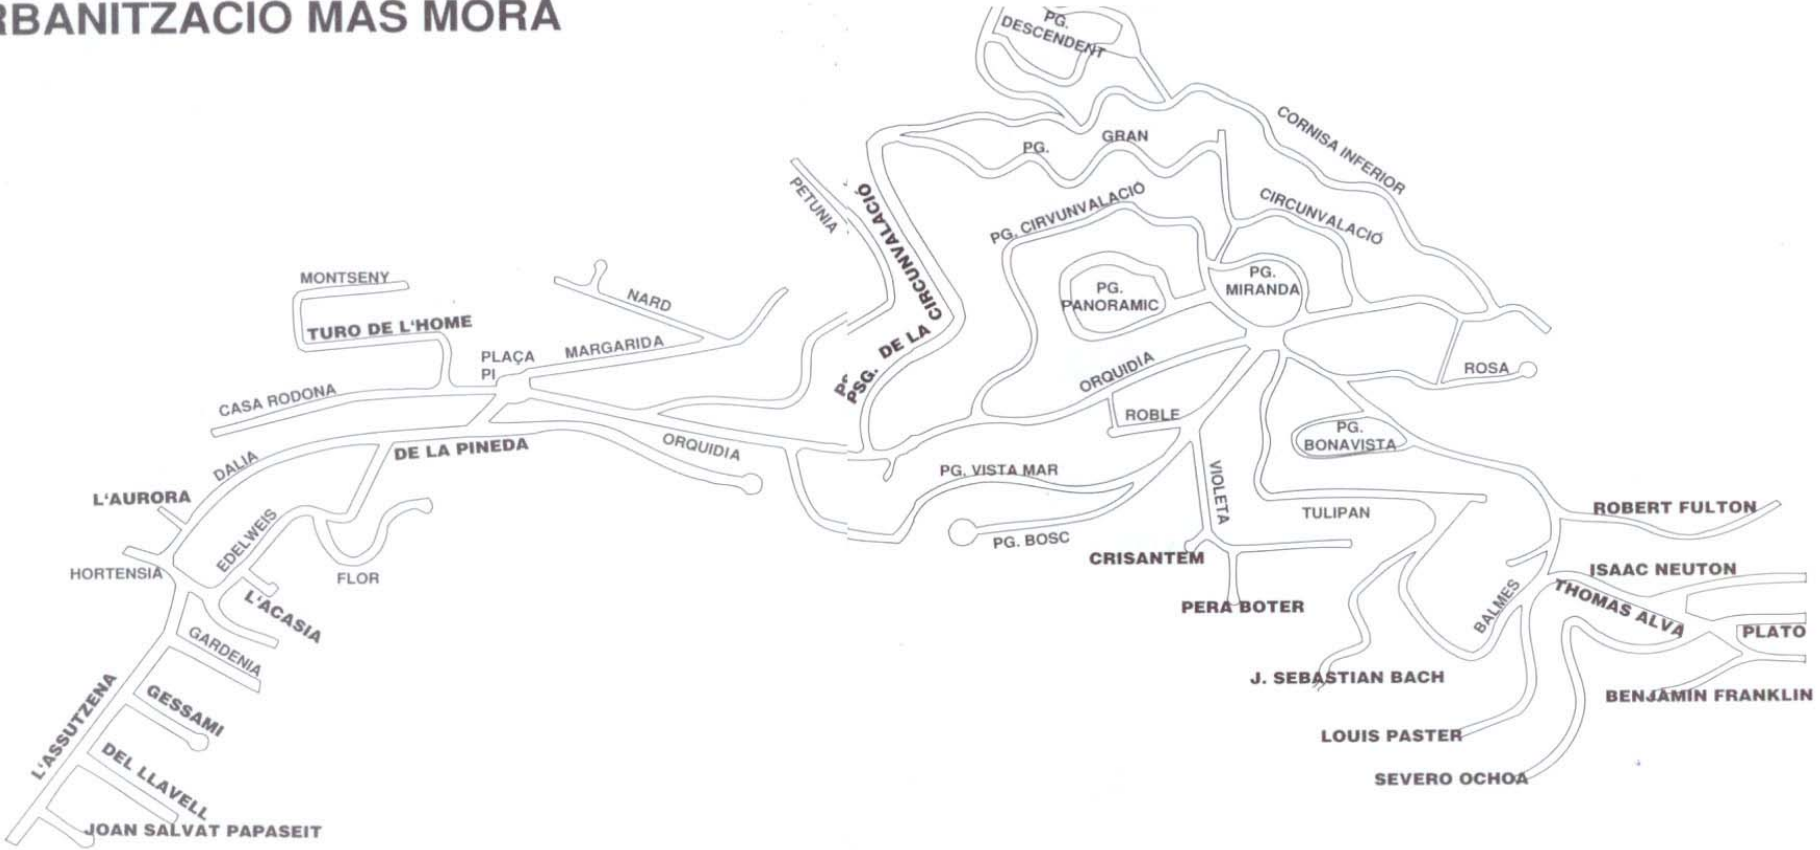 RBANITZACIÓ MAS MORA
PG.
DESCENDENT
CORNISA INFERIOR
PG.
GRAN
PETUNIA
PG. CIRVUNVALACIÓ
CIRCUNVALACIÓ
PSG. DE LA CIRCUNVALACIÓ
PG.
PANORAMIC
PG.
MIRANDA
MONTSENY
NARD
TURO DE L'HOME
PLAÇA
PI
MARGARIDA
CASA RODONA
ORQUIDIA
ROSA
ROBLE
PG.
BONAVISTA
DALIA
DE LA PINEDA
ORQUIDIA
PG. VISTA MAR
VIOLETA
L'AURORA
EDELWEIS
TULIPAN
ROBERT FULTON
PG. BOSC
CRISANTEM
HORTENSIA
FLOR
ISAAC NEUTON
L'ACASIA
PERA BOTER
BALMES
THOMAS ALVA
PLATO
GARDENIA
J. SEBASTIAN BACH
BENJAMIN FRANKLIN
L'ASSUTZENA
GESSAMI
LOUIS PASTER
DEL LLAVELL
SEVERO OCHOA
JOAN SALVAT PAPASEIT